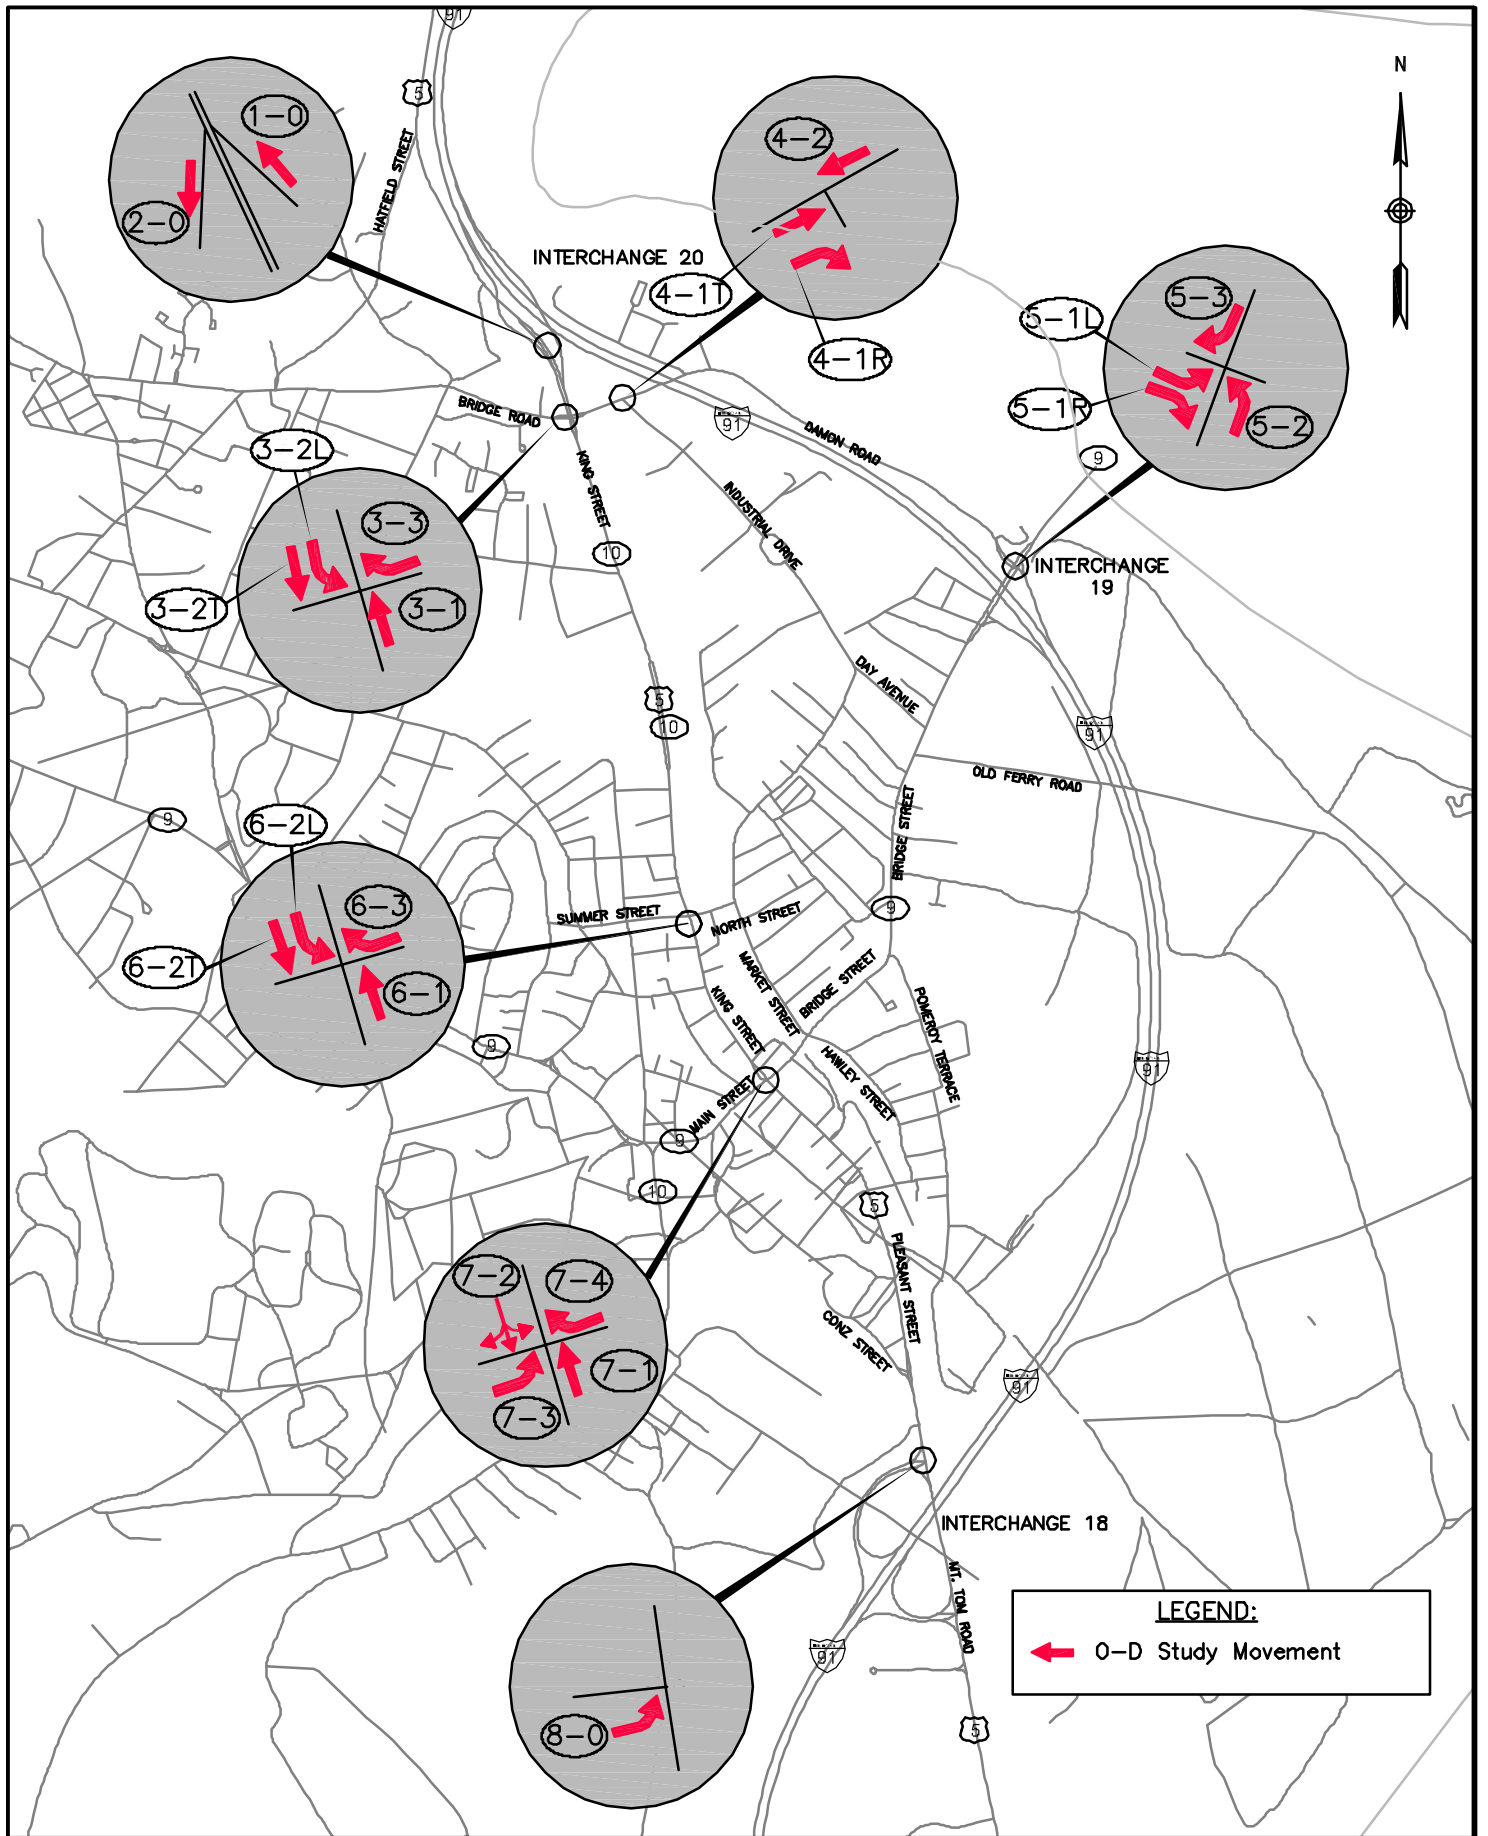 91
5
N
1-0
2-0
4-2
4-1T
4-1R
HATFIELD STREET
INTERCHANGE 20
5-3
5-1L
5-1R
5-2
BRIDGE ROAD
91
DAMON ROAD
9
3-2L
3-3
3-2T
3-1
KING STREET
10
INDUSTRIAL DRIVE
INTERCHANGE
19
DAY AVENUE
5
10
91
OLD FERRY ROAD
9
6-2L
6-3
6-2T
6-1
BRIDGE STREET
9
SUMMER STREET
NORTH STREET
MARKET STREET
BRIDGE STREET
KING STREET
POMEROY TERRACE
9
HAWLEY STREET
91
MAIN STREET
9
10
5
7-2
7-4
7-1
7-3
PLEASANT STREET
CONZ STREET
91
INTERCHANGE 18
MT. TOM ROAD
8-0
91
5
LEGEND:
O-D Study Movement